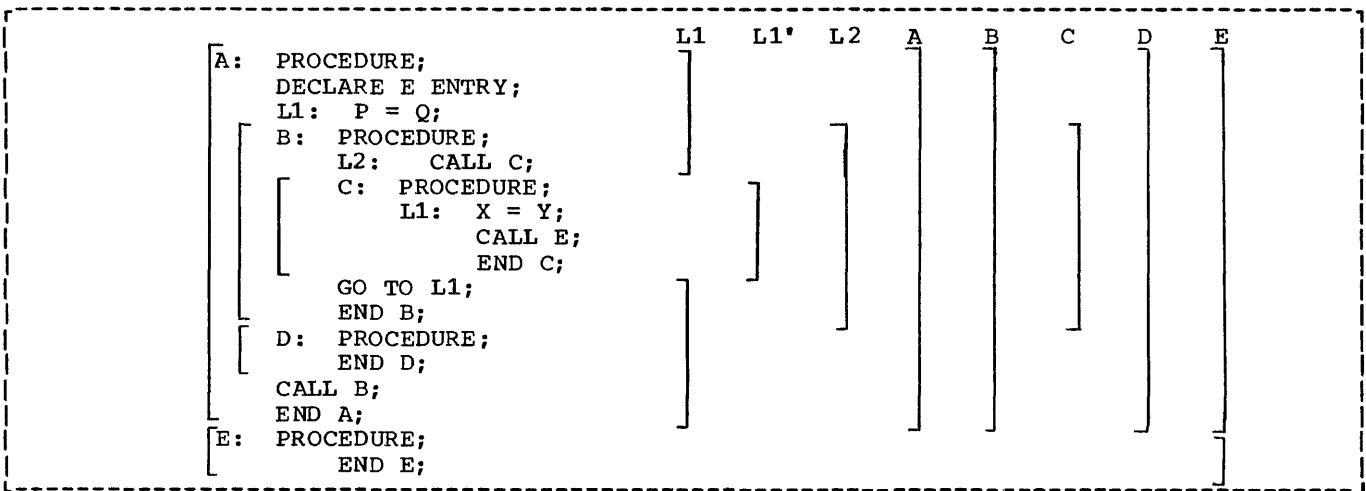 L1 L1' L2 A B C D E
A: PROCEDURE;
DECLARE E ENTRY;
L1: P = Q;
B: PROCEDURE;
L2: CALL C;
C: PROCEDURE;
L1: X = Y;
CALL E;
END C;
GO TO L1;
END B;
D: PROCEDURE;
END D;
CALL B;
END A;
E: PROCEDURE;
END E;